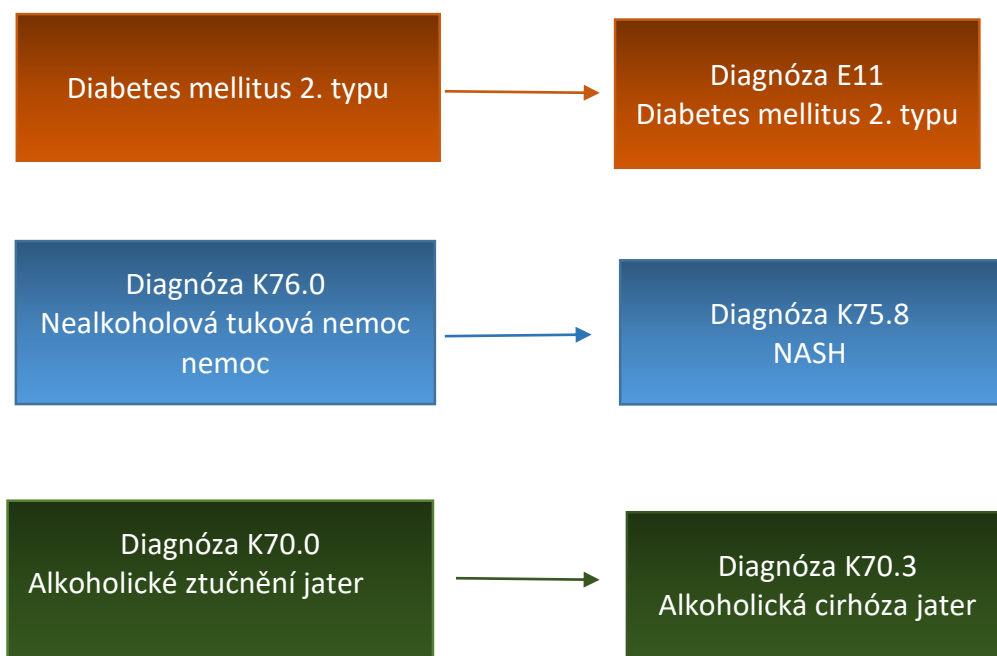 Diabetes mellitus 2. typu
Diagnóza E11
Diabetes mellitus 2. typu
Diagnóza K76.0
Nealkoholová tuková nemoc
nemoc
Diagnóza K75.8
NASH
Diagnóza K70.0
Alkoholické ztučnění jater
Diagnóza K70.3
Alkoholická cirhóza jater